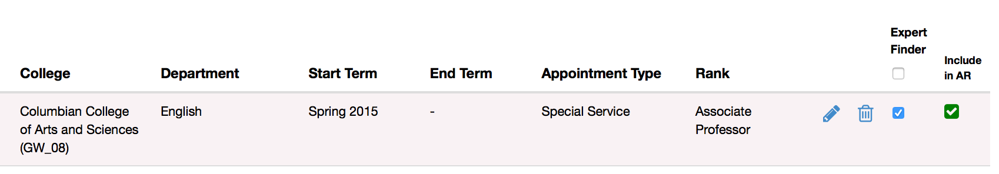 Expert
Finder
Include
in AR
College Department Start Term End Term Appointment Type Rank
Columbian College English Spring 2015 - Special Service Associate
of Arts and Sciences Professor
(GW_08)